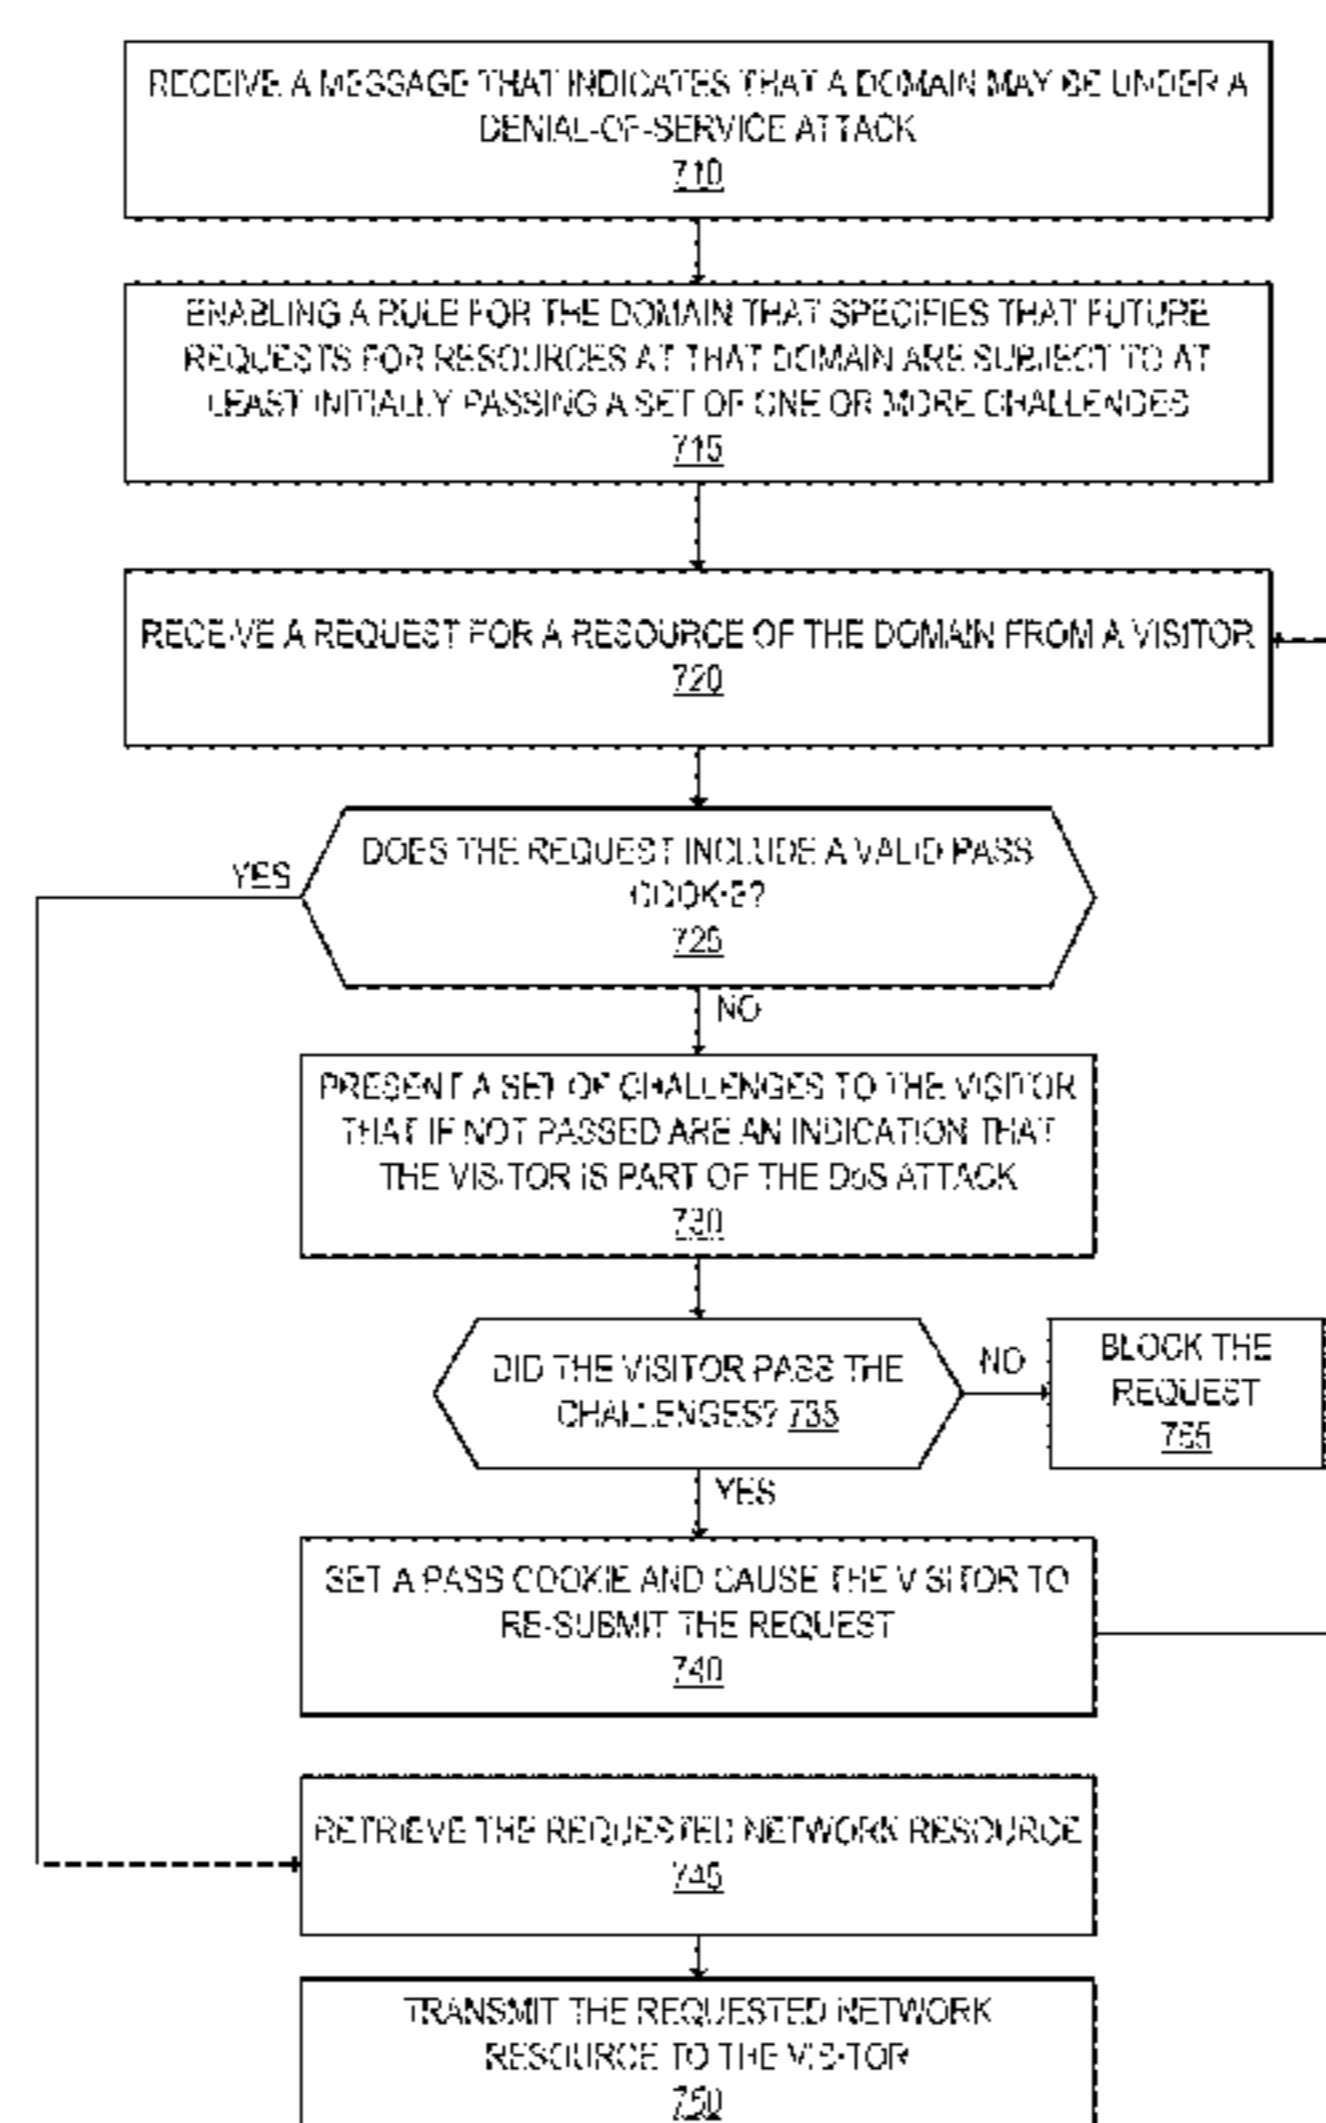 RECEIVE A MESSAGE THAT INDICATES THAT A DOMAIN MAY BE UNDER A
DENIAL-OF-SERVICE ATTACK
710
ENABLING A RULE FOR THE DOMAIN THAT SPECIFIES THAT FUTURE
REQUESTS FOR RESOURCES AT THAT DOMAIN ARE SUBJECT TO AT
LEAST INITIALLY PASSING A SET OF ONE OR MORE CHALLENGES
715
RECEIVE A REQUEST FOR A RESOURCE OF THE DOMAIN FROM A VISITOR
720
DOES THE REQUEST INCLUDE A VALID PASS
COOKIE?
725
YES
NO
PRESENT A SET OF CHALLENGES TO THE VISITOR
THAT IF NOT PASSED ARE AN INDICATION THAT
THE VISITOR IS PART OF THE DoS ATTACK
730
DID THE VISITOR PASS THE
CHALLENGES? 735
NO
BLOCK THE
REQUEST
755
YES
SET A PASS COOKIE AND CAUSE THE VISITOR TO
RE-SUBMIT THE REQUEST
740
RETRIEVE THE REQUESTED NETWORK RESOURCE
745
TRANSMIT THE REQUESTED NETWORK
RESOURCE TO THE VISITOR
750